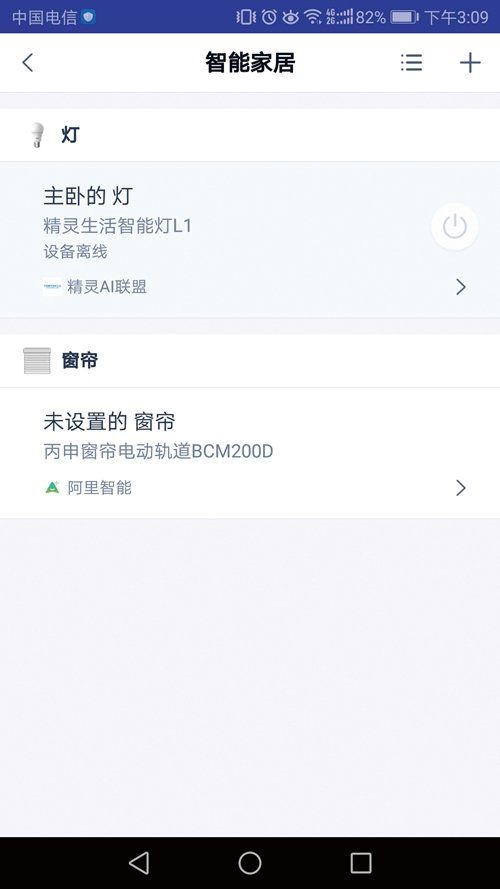 中国电信 4G 2G 82% 下午3:09
智能家居
灯
主卧的 灯
精灵生活智能灯L1
设备离线
精灵AI联盟
窗帘
未设置的 窗帘
丙申窗帘电动轨道BCM200D
阿里智能